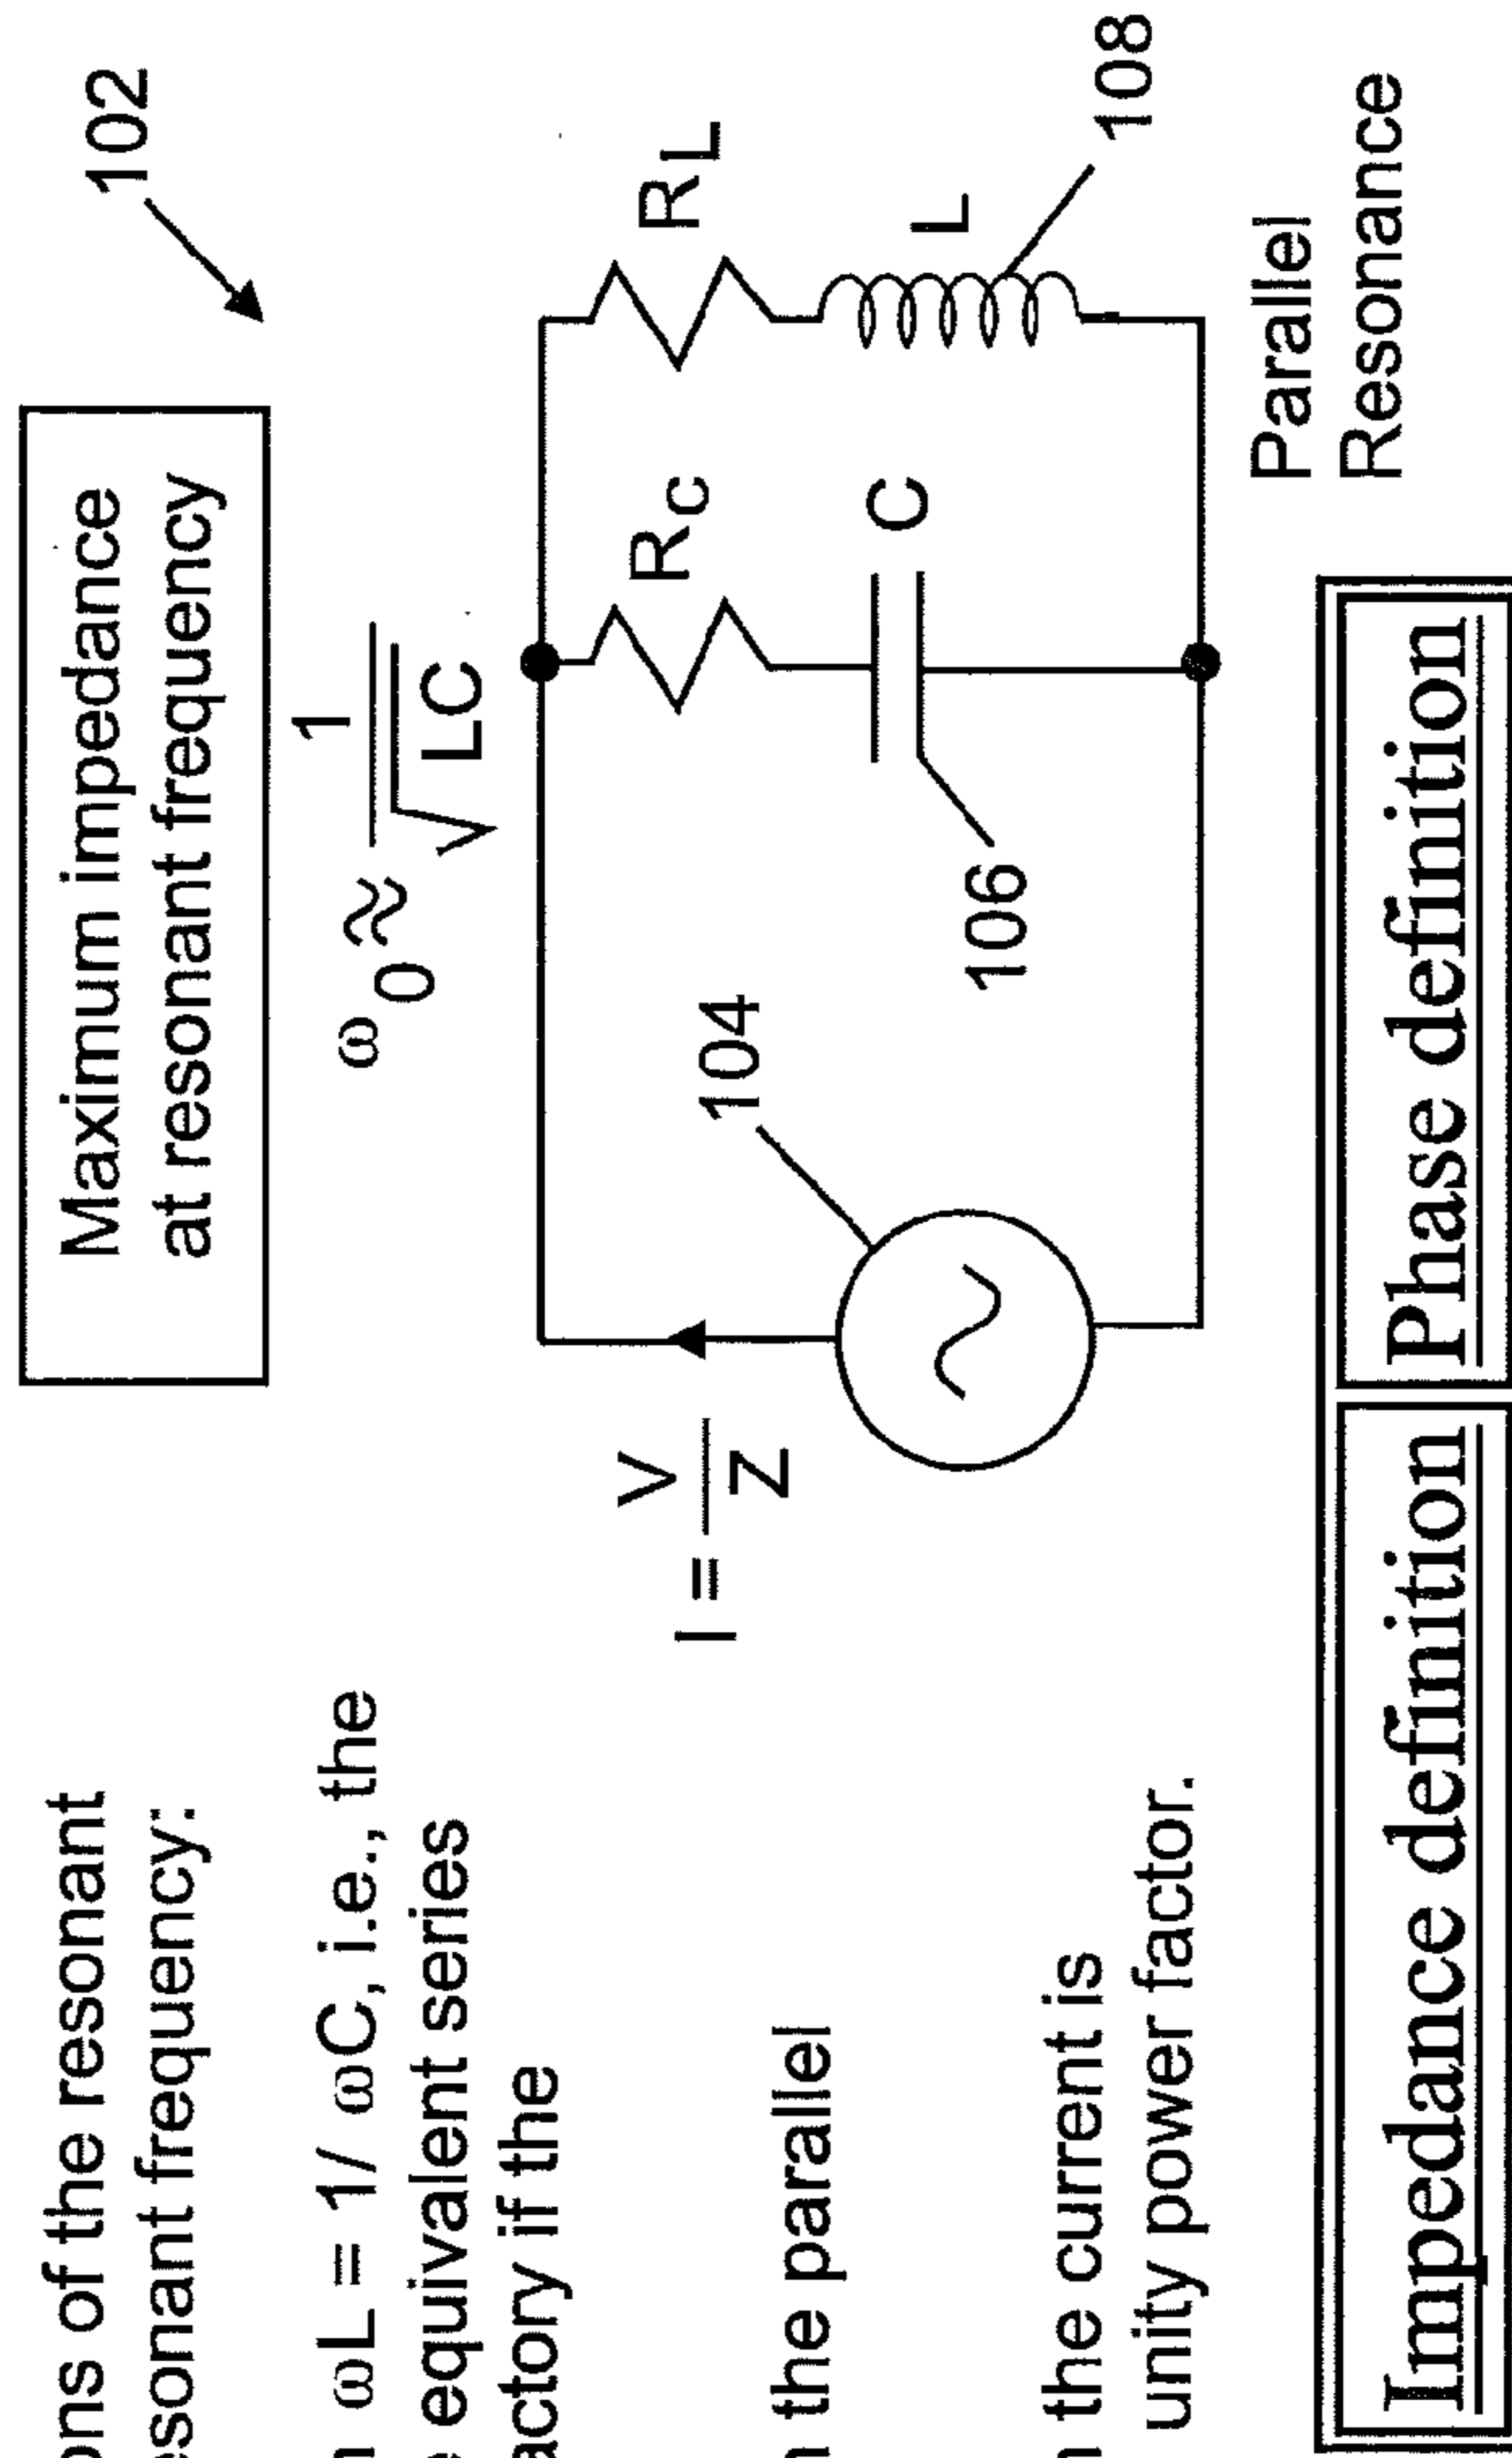 ons of the resonant
esonant frequency:
ωL = 1/ ωC, i.e., the
equivalent series
actory if the
the parallel
the current is
unity power factor.
Maximum impedance
at resonant frequency
102
ω0 ≈ 1/√LC
I = V/Z
104
RC
C
106
RL
L
108
Parallel
Resonance
Impedance definition
Phase definition